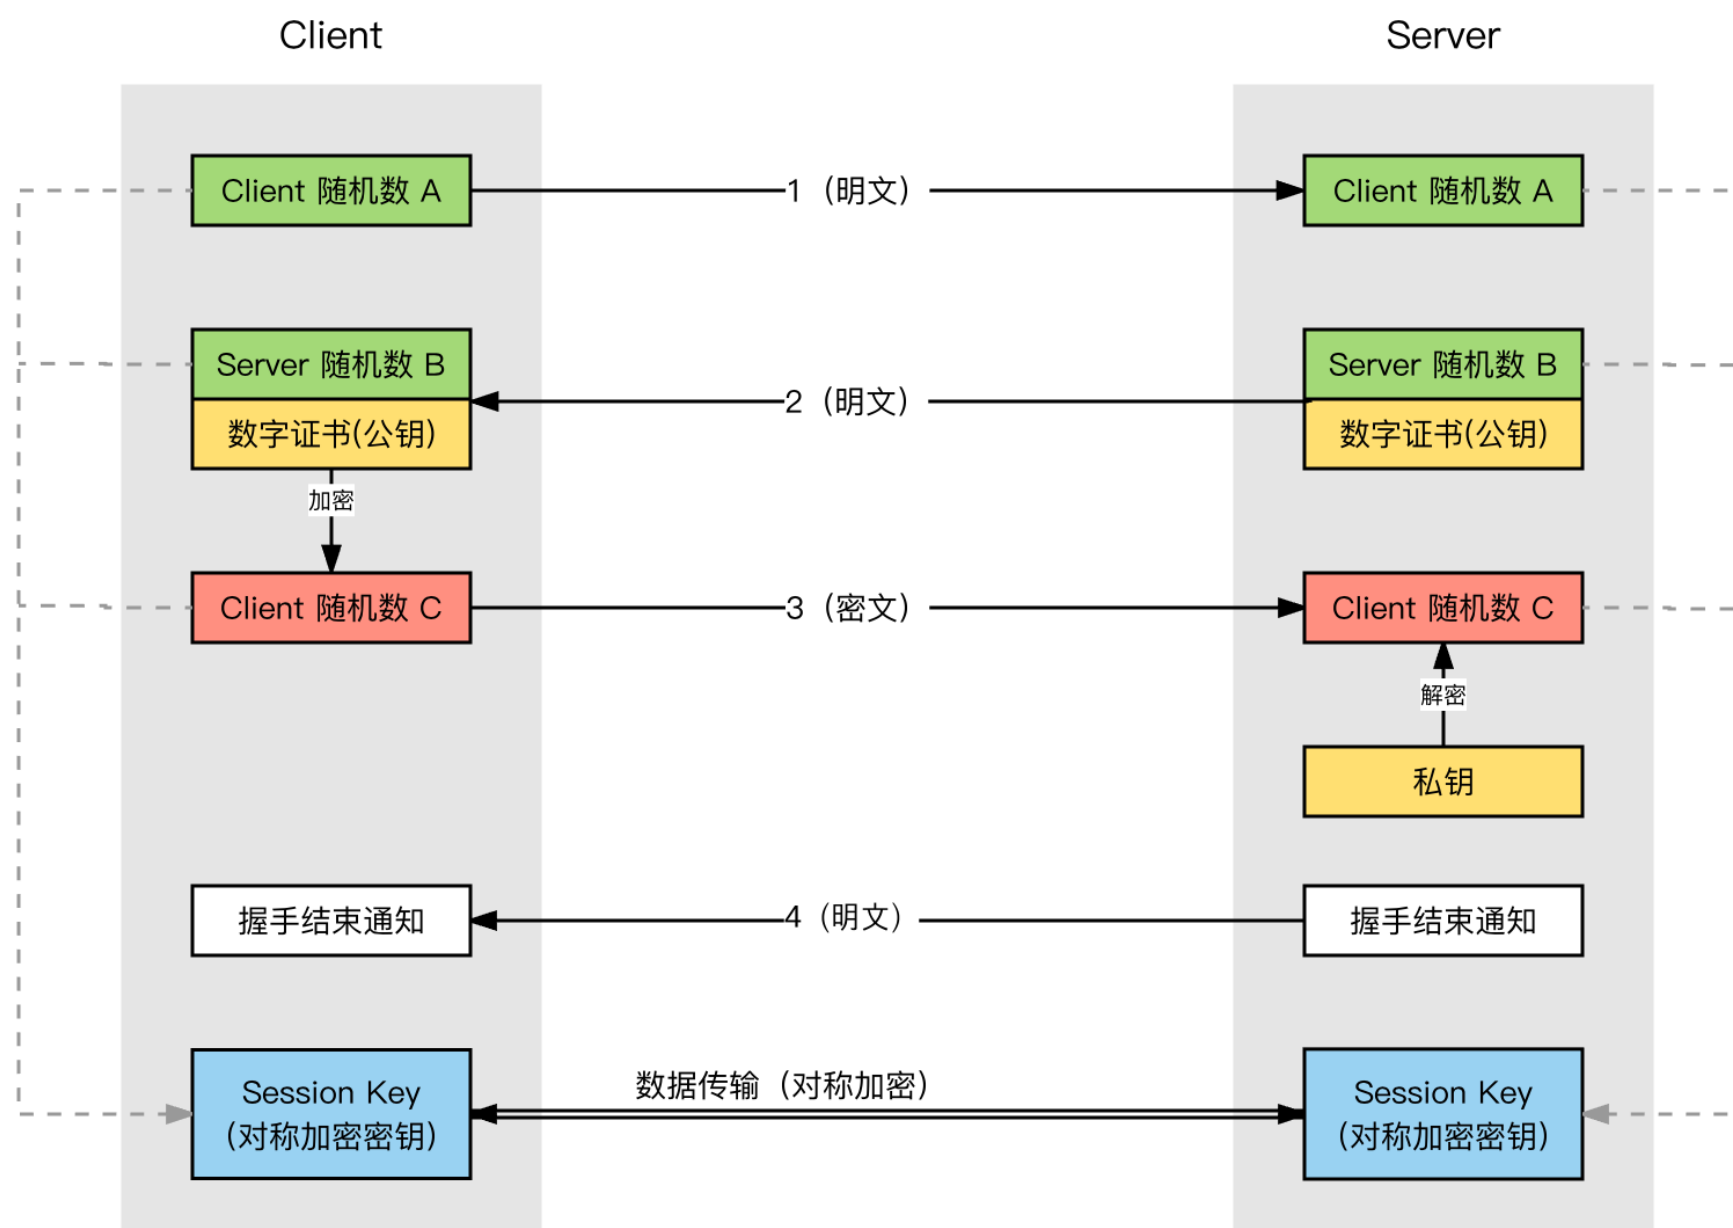 Client
Server
Client 随机数 A
1（明文）
Client 随机数 A
Server 随机数 B
Server 随机数 B
2（明文）
数字证书(公钥)
数字证书(公钥)
加密
Client 随机数 C
3（密文）
Client 随机数 C
解密
私钥
握手结束通知
4（明文）
握手结束通知
数据传输（对称加密）
Session Key
（对称加密密钥）
Session Key
（对称加密密钥）